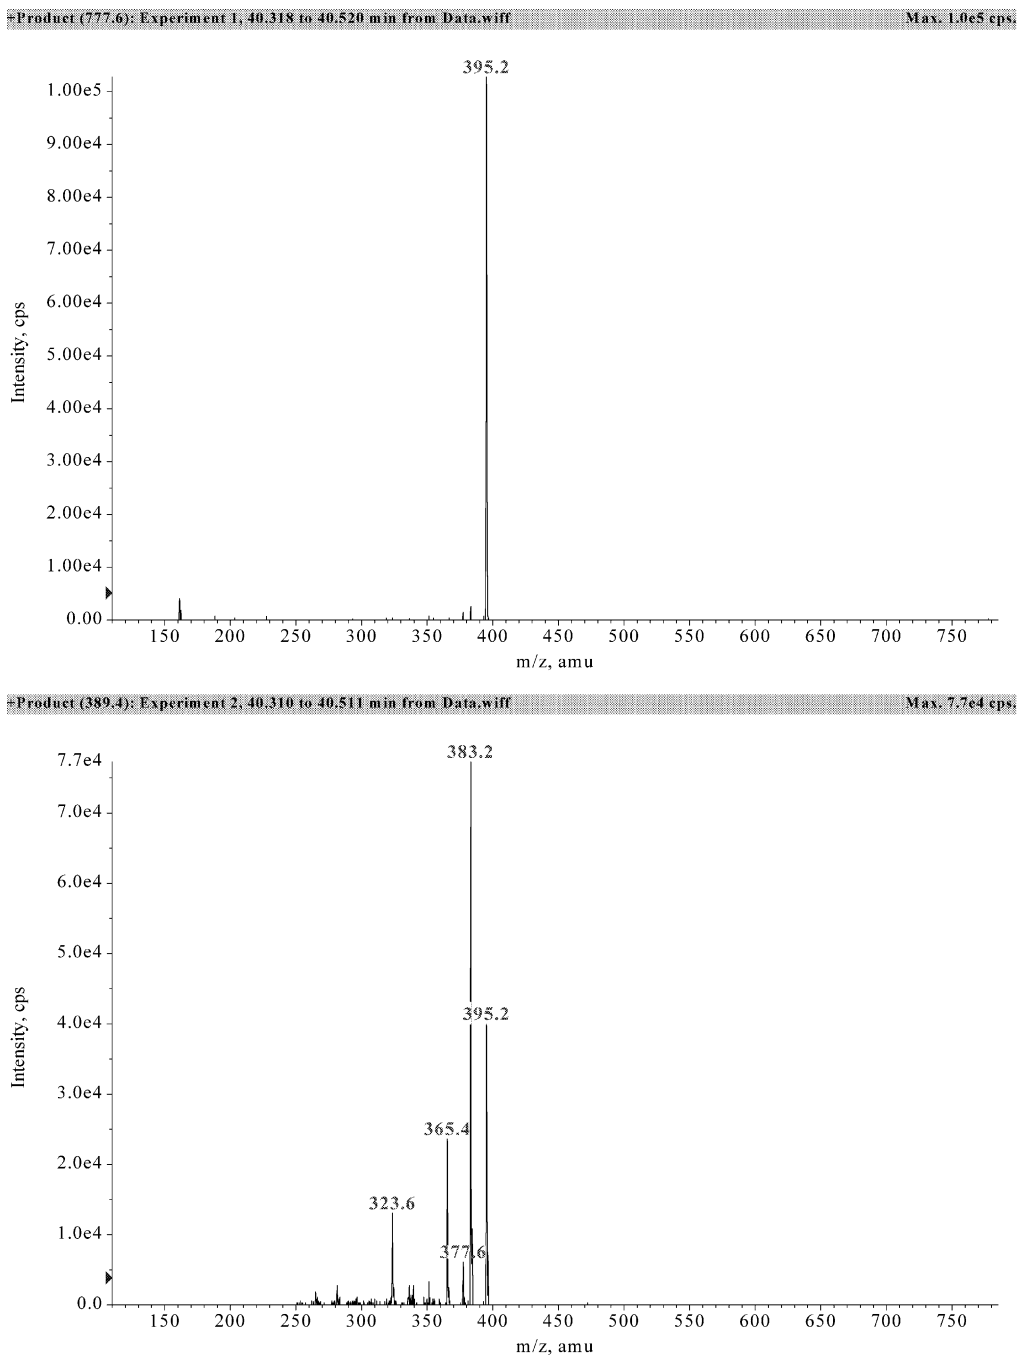 +Product (777.6): Experiment 1, 40.318 to 40.520 min from Data.wiff Max. 1.0e5 cps.
395.2
1.00e5
9.00e4
8.00e4
7.00e4
6.00e4
5.00e4
4.00e4
3.00e4
2.00e4
1.00e4
0.00
Intensity, cps
150 200 250 300 350 400 450 500 550 600 650 700 750
m/z, amu
+Product (389.4): Experiment 2, 40.310 to 40.511 min from Data.wiff Max. 7.7e4 cps.
383.2
7.7e4
7.0e4
6.0e4
5.0e4
4.0e4
395.2
3.0e4
365.4
2.0e4
323.6
1.0e4
377.6
0.0
Intensity, cps
150 200 250 300 350 400 450 500 550 600 650 700 750
m/z, amu